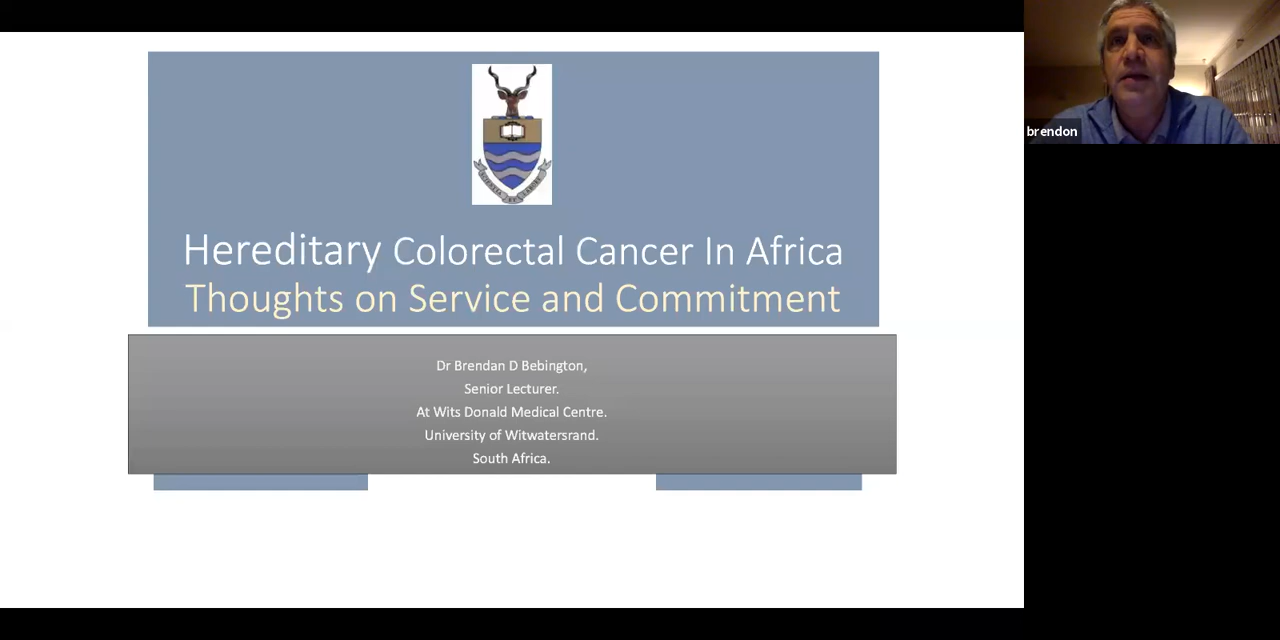 Hereditary Colorectal Cancer In Africa
Thoughts on Service and Commitment
Dr Brendan D Bebington,
Senior Lecturer.
At Wits Donald Medical Centre.
University of Witwatersrand.
South Africa.
brendon